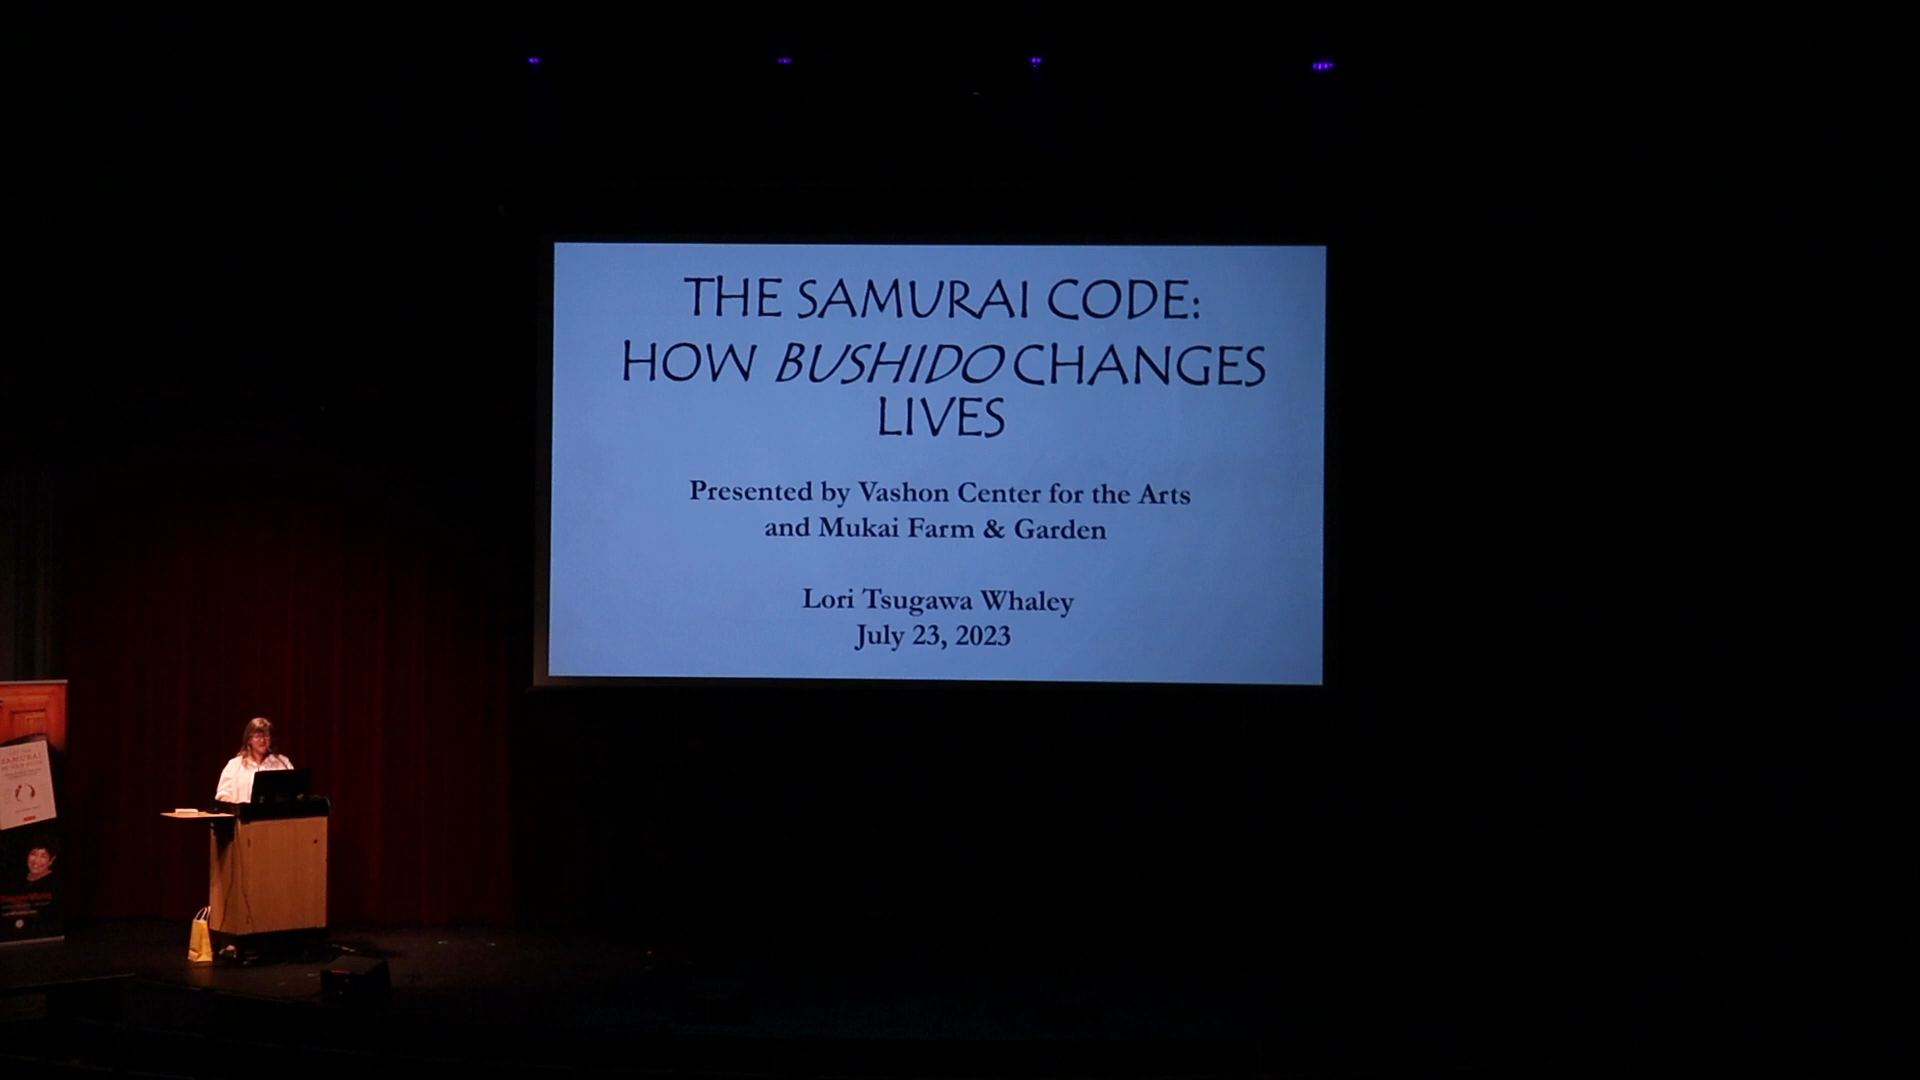 THE SAMURAI CODE:
HOW BUSHIDO CHANGES
LIVES
Presented by Vashon Center for the Arts
and Mukai Farm & Garden
Lori Tsugawa Whaley
July 23, 2023
SAMURAI